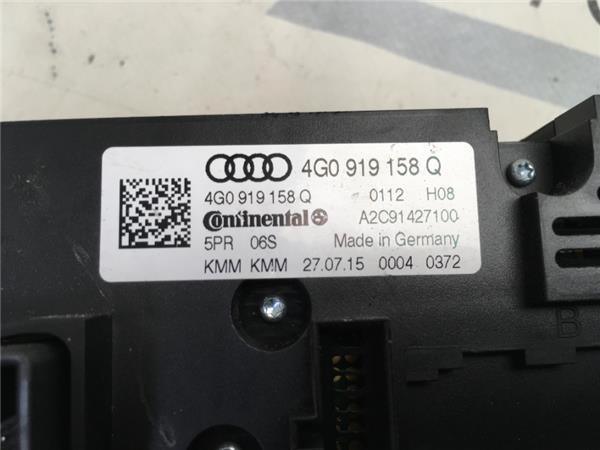 4G0 919 158 Q
4G0 919 158 Q 0112 H08
Continental A2C91427100
5PR 06S Made in Germany
KMM KMM 27.07.15 0004 0372
B